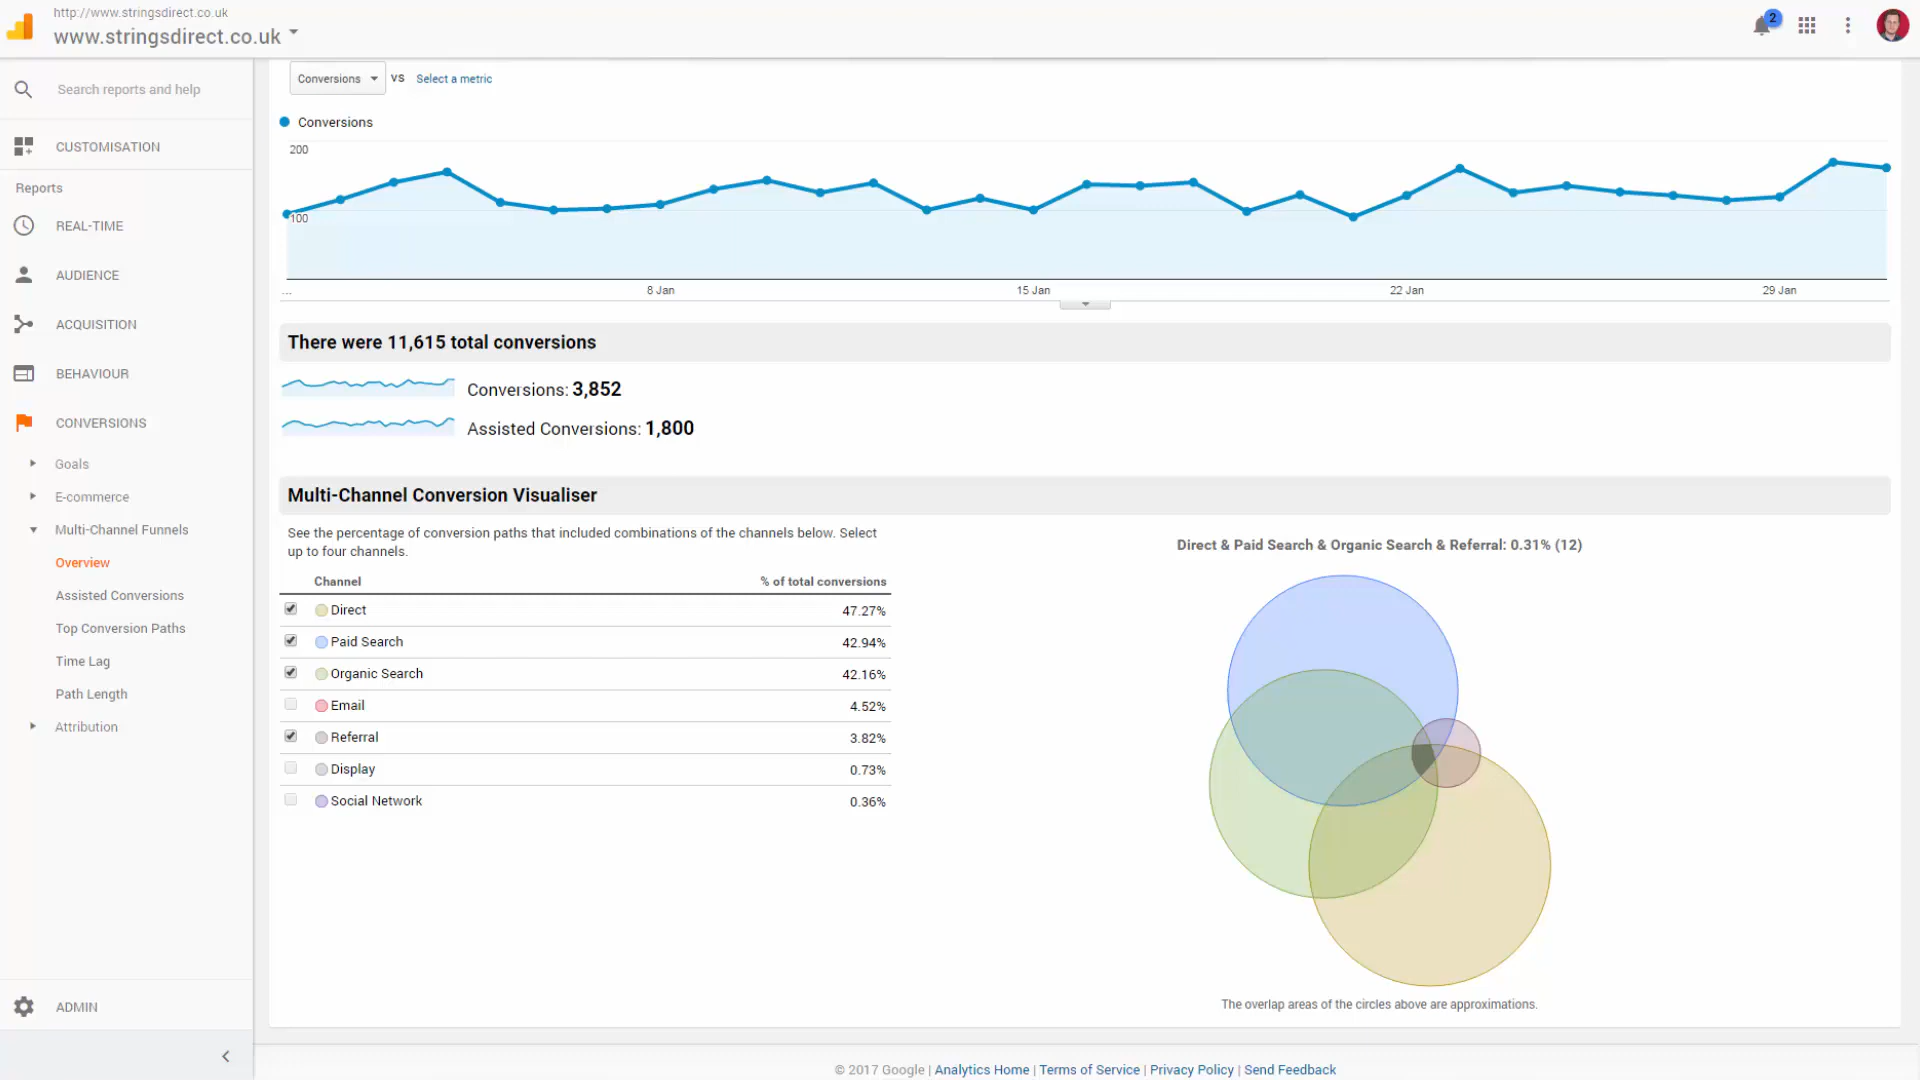 http://www.stringsdirect.co.uk
www.stringsdirect.co.uk
2
Search reports and help
CUSTOMISATION
Reports
REAL-TIME
AUDIENCE
ACQUISITION
BEHAVIOUR
CONVERSIONS
Goals
E-commerce
Multi-Channel Funnels
Overview
Assisted Conversions
Top Conversion Paths
Time Lag
Path Length
Attribution
ADMIN
Conversions VS Select a metric
Conversions
200
100
... 8 Jan 15 Jan 22 Jan 29 Jan
There were 11,615 total conversions
Conversions: 3,852
Assisted Conversions: 1,800
Multi-Channel Conversion Visualiser
See the percentage of conversion paths that included combinations of the channels below. Select
up to four channels.
Channel % of total conversions
Direct 47.27%
Paid Search 42.94%
Organic Search 42.16%
Email 4.52%
Referral 3.82%
Display 0.73%
Social Network 0.36%
Direct & Paid Search & Organic Search & Referral: 0.31% (12)
The overlap areas of the circles above are approximations.
© 2017 Google | Analytics Home | Terms of Service | Privacy Policy | Send Feedback